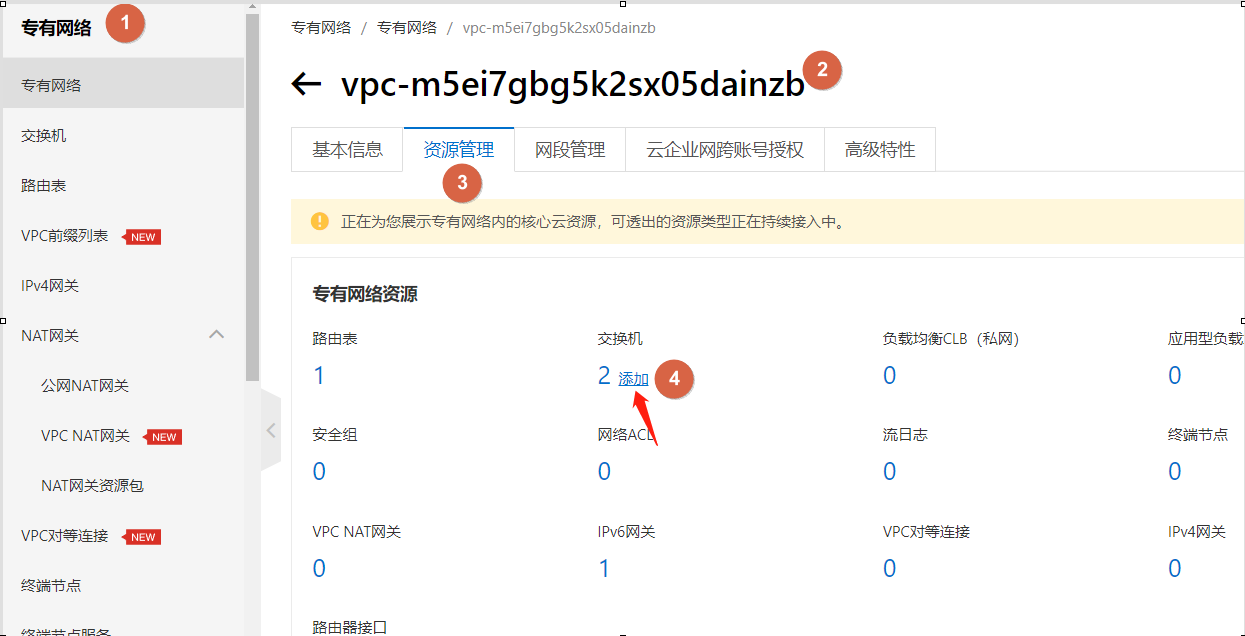 专有网络
1
专有网络
交换机
路由表
VPC前缀列表 NEW
IPv4网关
NAT网关
公网NAT网关
VPC NAT网关 NEW
NAT网关资源包
VPC对等连接 NEW
终端节点
终端节点服务
专有网络 / 专有网络 / vpc-m5ei7gbg5k2sx05dainzb
← vpc-m5ei7gbg5k2sx05dainzb
2
基本信息 资源管理 网段管理 云企业网跨账号授权 高级特性
3
正在为您展示专有网络内的核心云资源，可透出的资源类型正在持续接入中。
专有网络资源
路由表 交换机 负载均衡CLB（私网） 应用型负载
1 2 添加 4 0 0
安全组 网络ACL 流日志 终端节点
0 0 0 0
VPC NAT网关 IPv6网关 VPC对等连接 IPv4网关
0 1 0 0
路由器接口